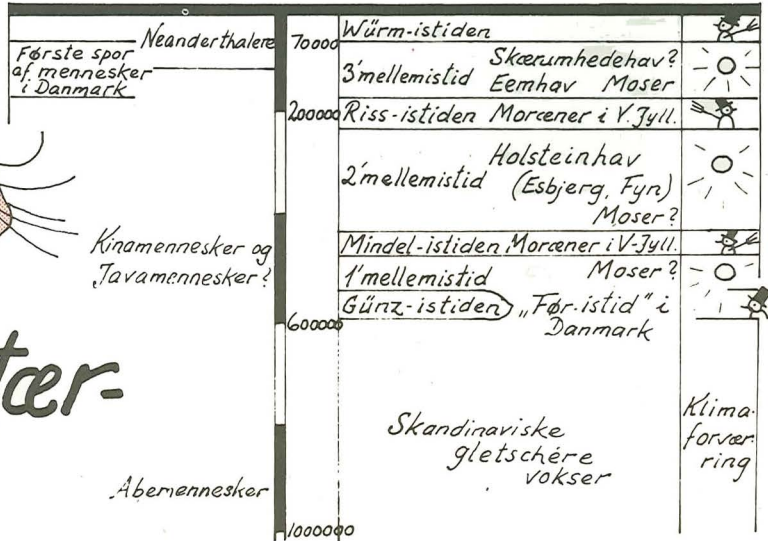 Neanderthalere
Første spor
af mennesker
i Danmark
Kinamennesker og
Javamennesker?
tær-
Abemennesker
70000
200000
600000
1000000
Würm-istiden
3'mellemistid
Skærumhedehav?
Eemhav Moser
Riss-istiden Moræner i V.Jyll.
2'mellemistid
Holsteinhav
(Esbjerg, Fyn)
Moser?
Mindel-istiden Moræner i V-Jyll.
1'mellemistid
Moser?
Günz-istiden
„Før.istid" i
Danmark
Skandinaviske
gletschére
vokser
Klima-
forvær-
ring